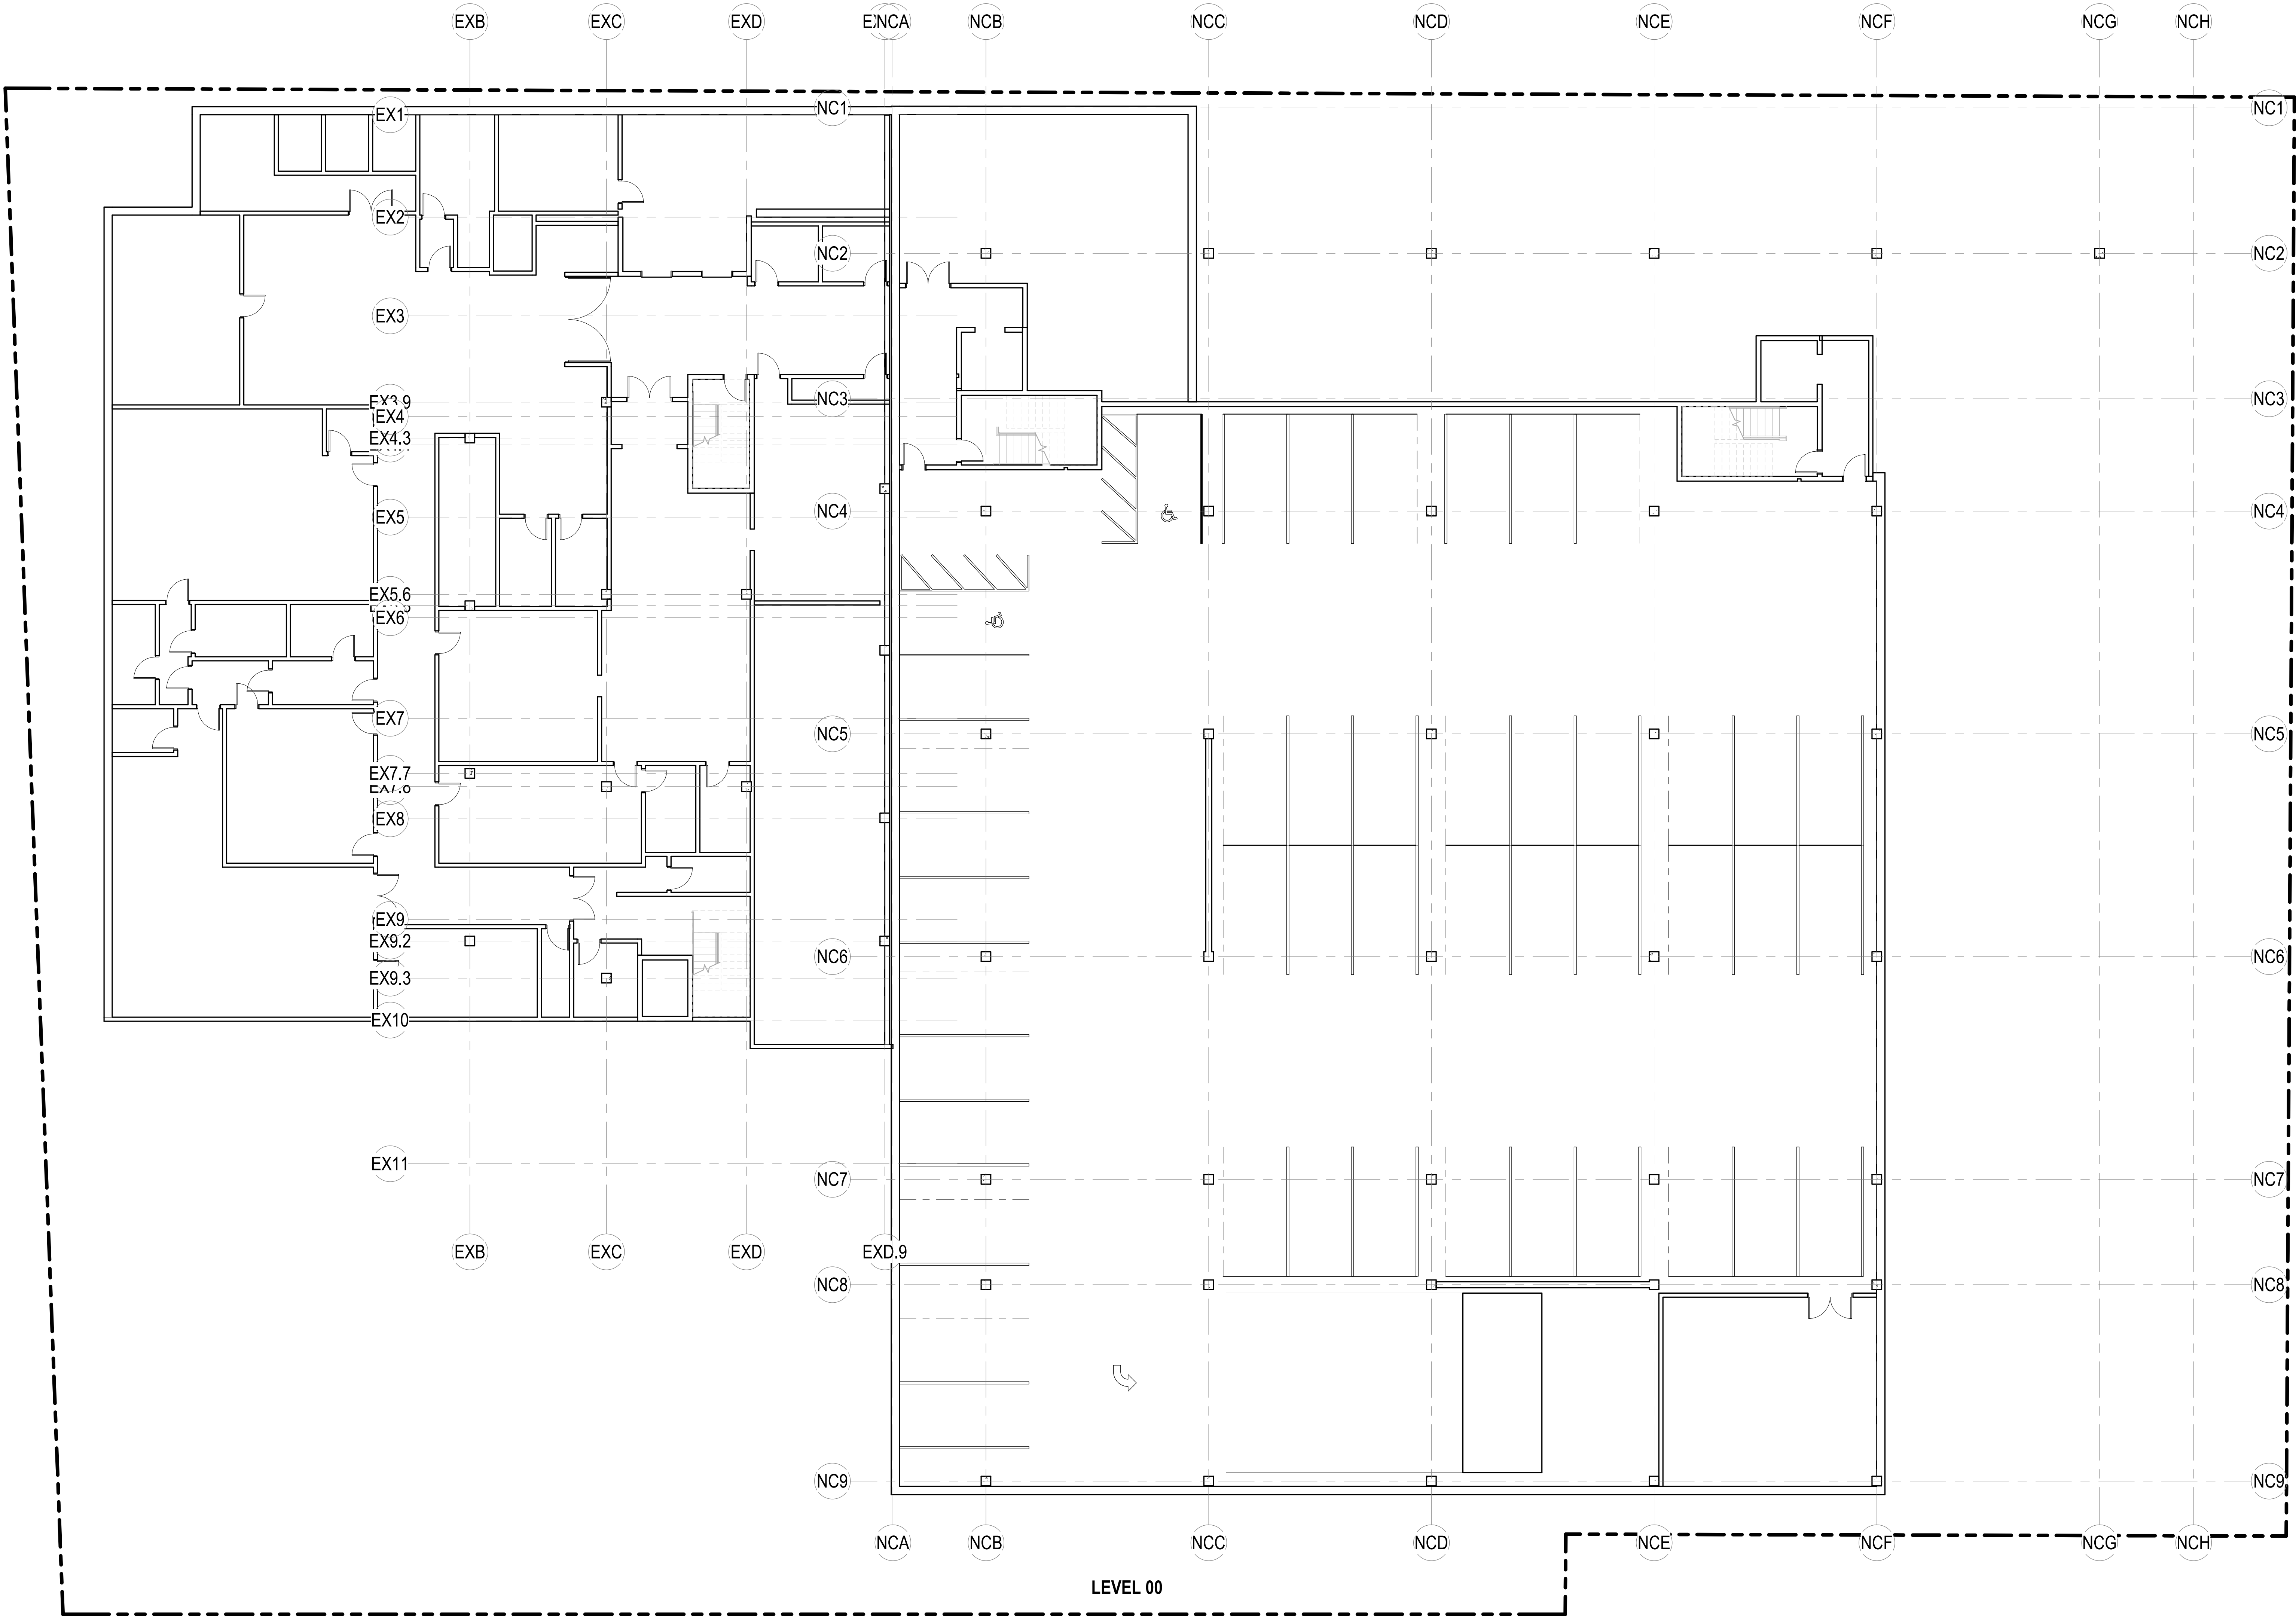 EXB EXC EXD NCA NCB NCC NCD NCE NCF NCG NCH
EX1 NC1 NC1
EX2
NC2 NC2
EX3
EX3.9 NC3 NC3
EX4
EX4.3
EX5 NC4 NC4
EX5.6
EX6
EX7
NC5 NC5
EX7.7
EX7.8
EX8
EX9
EX9.2
NC6 NC6
EX9.3
EX10
EX11
NC7 NC7
EXB EXC EXD EXD.9
NC8 NC8
NC9 NC9
NCA NCB NCC NCD NCE NCF NCG NCH
LEVEL 00